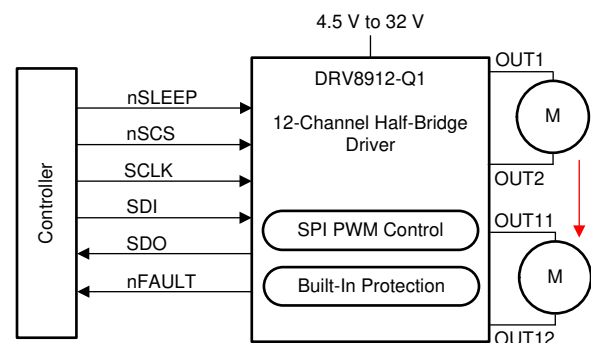 4.5 V to 32 V
DRV8912-Q1
12-Channel Half-Bridge
Driver
SPI PWM Control
Built-In Protection
Controller
nSLEEP
nSCS
SCLK
SDI
SDO
nFAULT
OUT1
M
OUT2
OUT11
M
OUT12